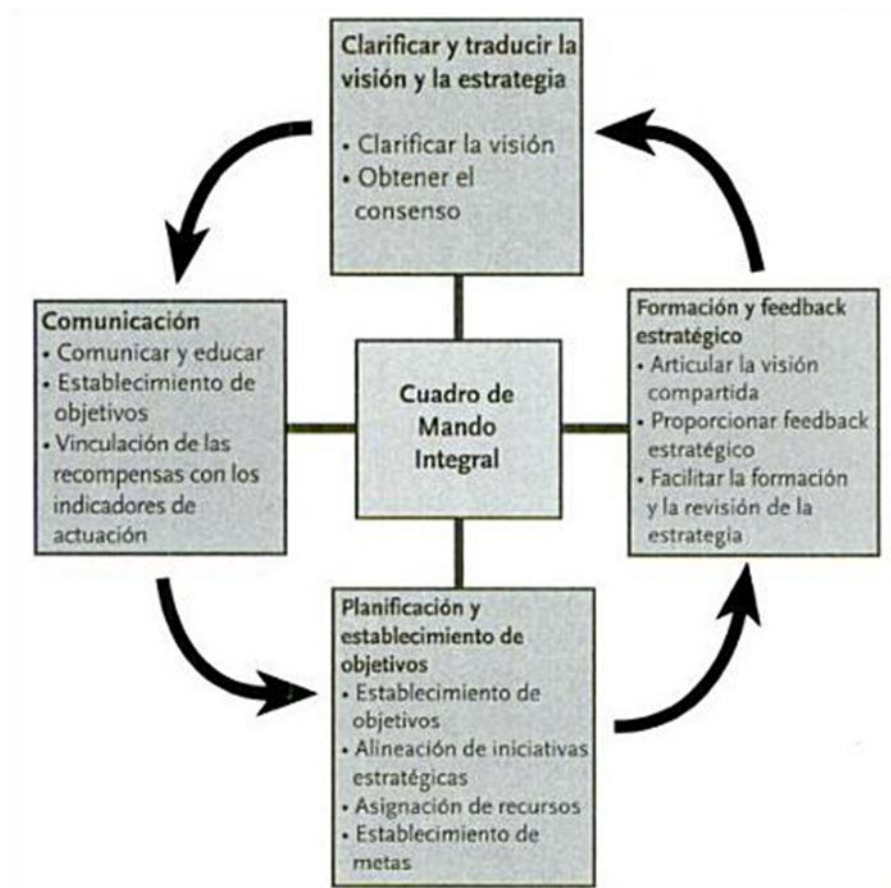 Clarificar y traducir la
visión y la estrategia
• Clarificar la visión
• Obtener el
consenso
Comunicación
• Comunicar y educar
• Establecimiento de
objetivos
• Vinculación de las
recompensas con los
indicadores de
actuación
Cuadro de
Mando
Integral
Formación y feedback
estratégico
• Articular la visión
compartida
• Proporcionar feedback
estratégico
• Facilitar la formación
y la revisión de la
estrategia
Planificación y
establecimiento de
objetivos
• Establecimiento de
objetivos
• Alineación de iniciativas
estratégicas
• Asignación de recursos
• Establecimiento de
metas